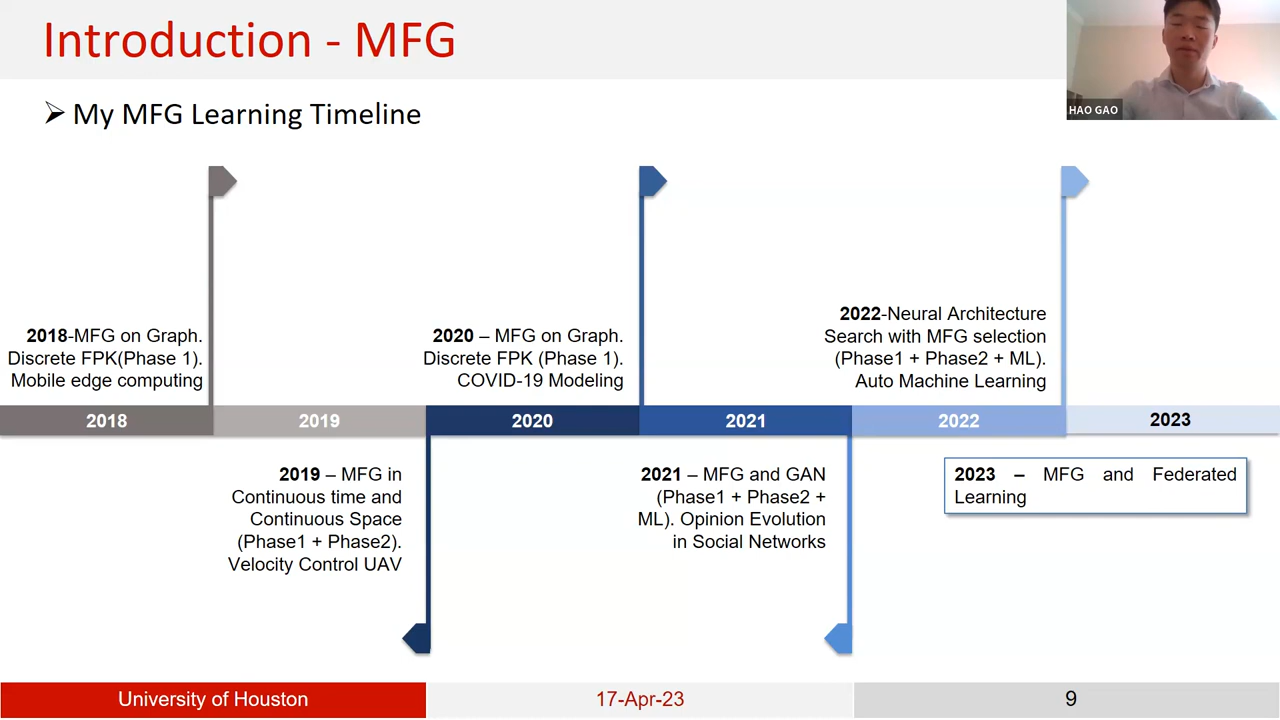 Introduction - MFG
HAO GAO
My MFG Learning Timeline
2018-MFG on Graph.
Discrete FPK(Phase 1).
Mobile edge computing
2020 – MFG on Graph.
Discrete FPK (Phase 1).
COVID-19 Modeling
2022-Neural Architecture
Search with MFG selection
(Phase1 + Phase2 + ML).
Auto Machine Learning
2018
2019
2020
2021
2022
2023
2019 – MFG in
Continuous time and
Continuous Space
(Phase1 + Phase2).
Velocity Control UAV
2021 – MFG and GAN
(Phase1 + Phase2 +
ML). Opinion Evolution
in Social Networks
2023 – MFG and Federated
Learning
University of Houston
17-Apr-23
9